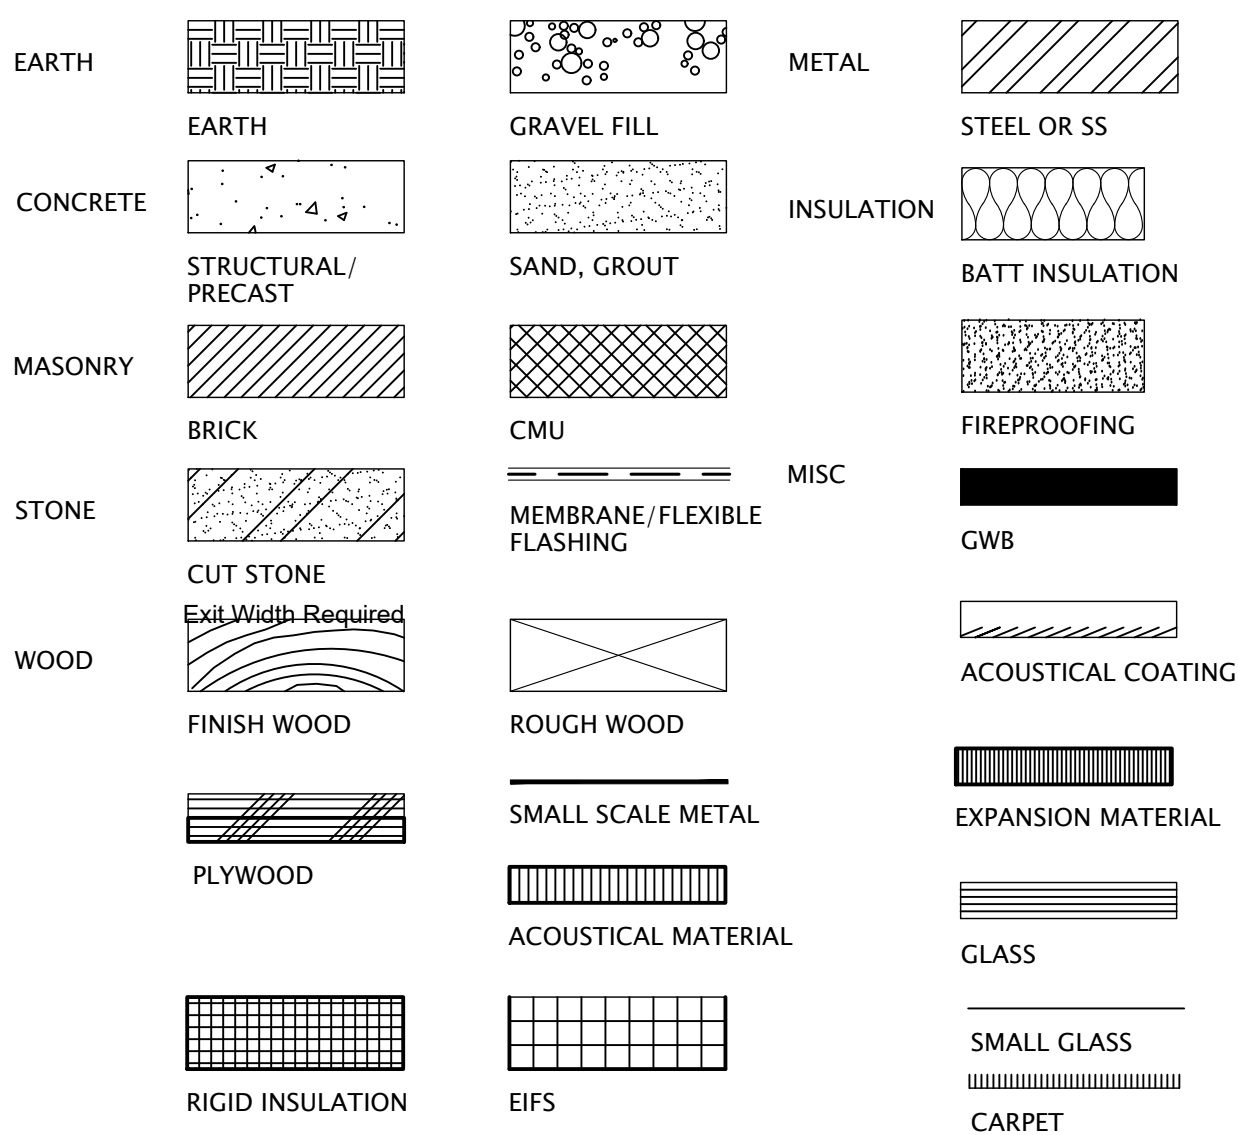 EARTH
EARTH
GRAVEL FILL
METAL
STEEL OR SS
CONCRETE
STRUCTURAL/
PRECAST
SAND, GROUT
INSULATION
BATT INSULATION
MASONRY
BRICK
CMU
FIREPROOFING
STONE
CUT STONE
MEMBRANE/FLEXIBLE
FLASHING
MISC
GWB
Exit Width Required
WOOD
FINISH WOOD
ROUGH WOOD
ACOUSTICAL COATING
PLYWOOD
SMALL SCALE METAL
EXPANSION MATERIAL
ACOUSTICAL MATERIAL
GLASS
RIGID INSULATION
EIFS
SMALL GLASS
CARPET